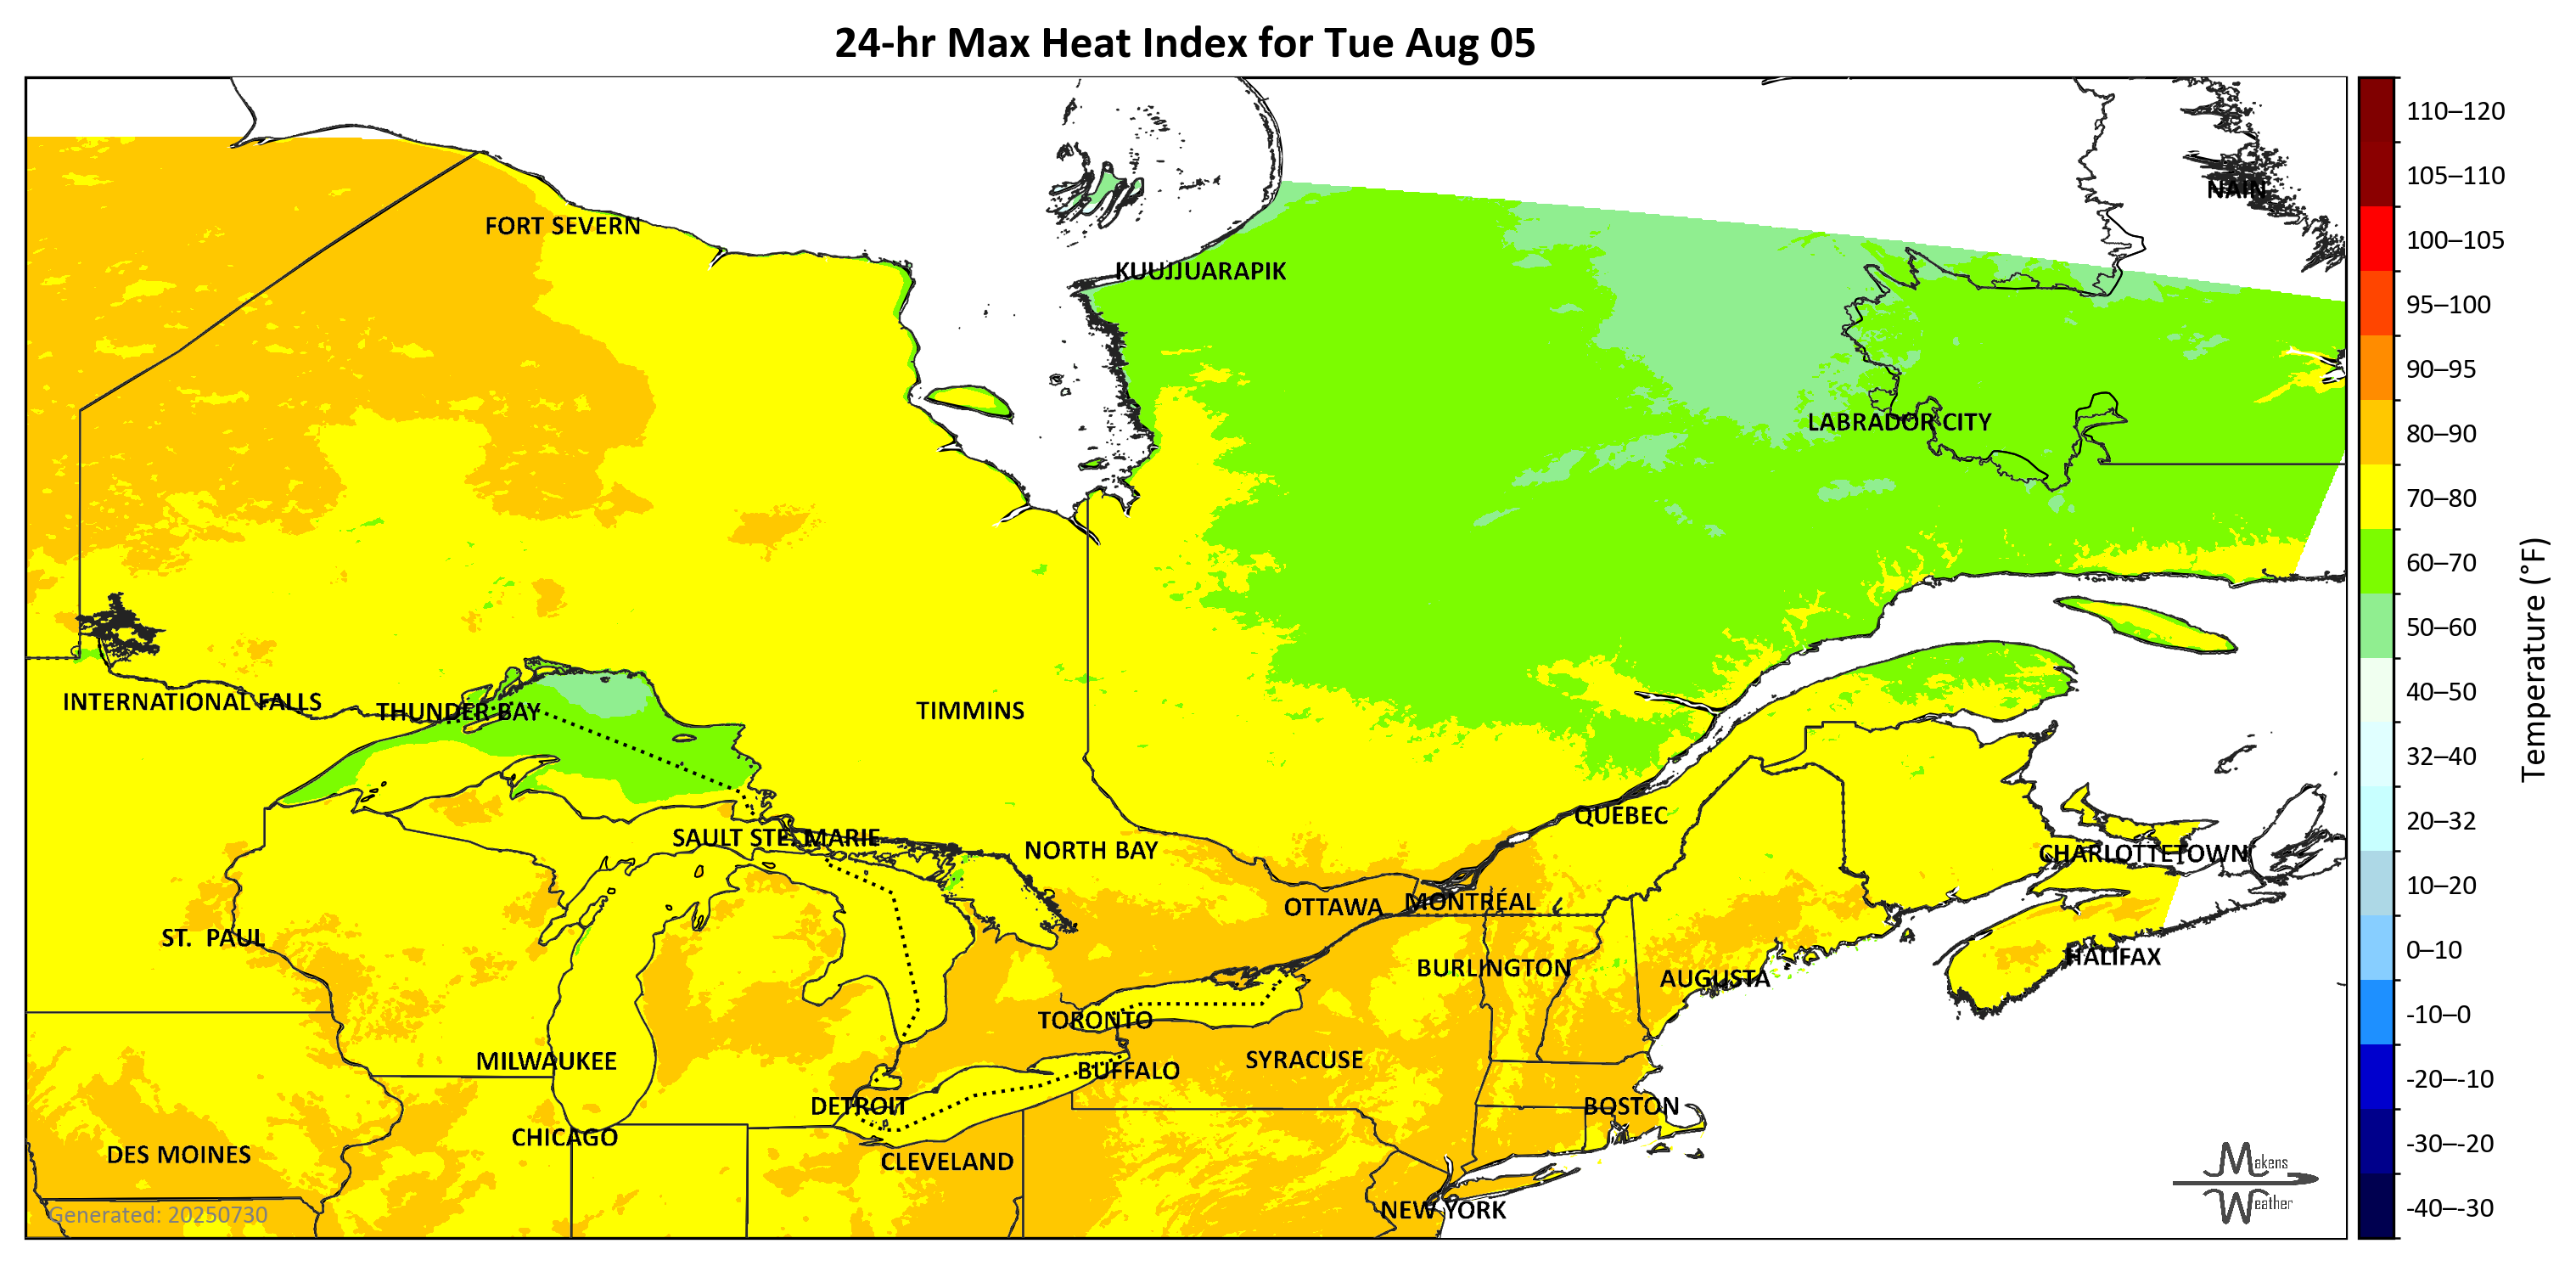 24-hr Max Heat Index for Tue Aug 05
110–120
105–110
NAIN
FORT SEVERN
100–105
KUUJJUARAPIK
95–100
90–95
LABRADOR CITY
80–90
70–80
60–70
50–60
Temperature (°F)
INTERNATIONAL FALLS
THUNDER BAY
TIMMINS
40–50
32–40
QUEBEC
20–32
SAULT STE. MARIE
NORTH BAY
CHARLOTTETOWN
10–20
OTTAWA
MONTRÉAL
ST. PAUL
0–10
HALIFAX
BURLINGTON
AUGUSTA
-10–0
TORONTO
MILWAUKEE
SYRACUSE
BUFFALO
-20–-10
DETROIT
BOSTON
CHICAGO
-30–-20
DES MOINES
CLEVELAND
Makens
Weather
NEW YORK
-40–-30
Generated: 20250730